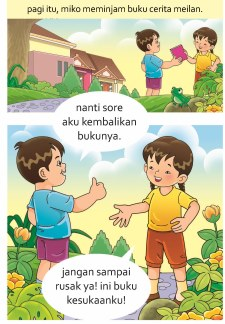 pagi itu, miko meminjam buku cerita meilan.
nanti sore
aku kembalikan
bukunya.
jangan sampai
rusak ya! ini buku
kesukaanku!